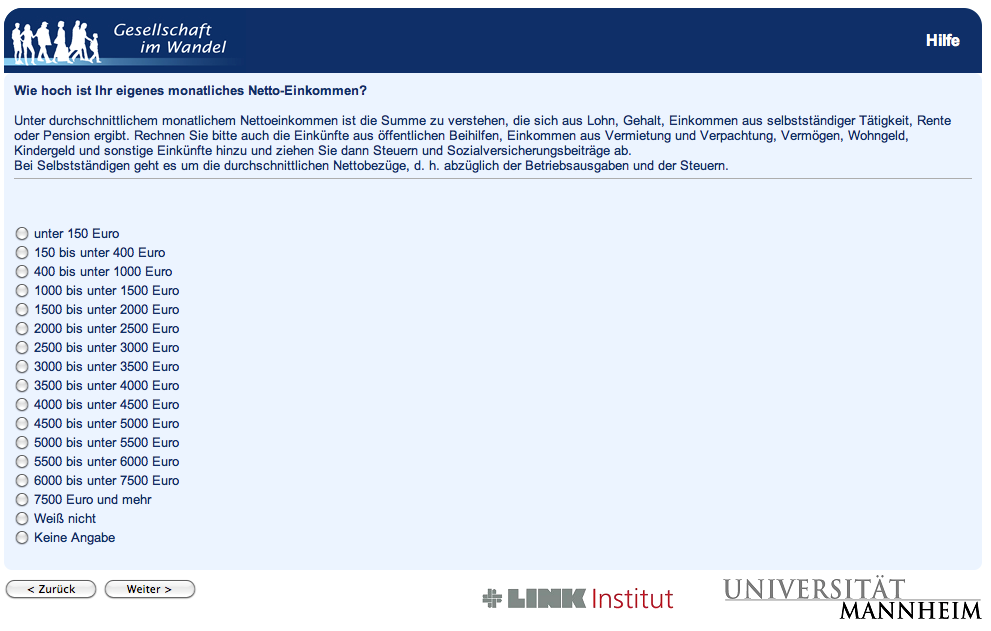 Gesellschaft
im Wandel
Hilfe
Wie hoch ist Ihr eigenes monatliches Netto-Einkommen?
Unter durchschnittlichem monatlichem Nettoeinkommen ist die Summe zu verstehen, die sich aus Lohn, Gehalt, Einkommen aus selbstständiger Tätigkeit, Rente
oder Pension ergibt. Rechnen Sie bitte auch die Einkünfte aus öffentlichen Beihilfen, Einkommen aus Vermietung und Verpachtung, Vermögen, Wohngeld,
Kindergeld und sonstige Einkünfte hinzu und ziehen Sie dann Steuern und Sozialversicherungsbeiträge ab.
Bei Selbstständigen geht es um die durchschnittlichen Nettobezüge, d. h. abzüglich der Betriebsausgaben und der Steuern.
unter 150 Euro
150 bis unter 400 Euro
400 bis unter 1000 Euro
1000 bis unter 1500 Euro
1500 bis unter 2000 Euro
2000 bis unter 2500 Euro
2500 bis unter 3000 Euro
3000 bis unter 3500 Euro
3500 bis unter 4000 Euro
4000 bis unter 4500 Euro
4500 bis unter 5000 Euro
5000 bis unter 5500 Euro
5500 bis unter 6000 Euro
6000 bis unter 7500 Euro
7500 Euro und mehr
Weiß nicht
Keine Angabe
< Zurück
Weiter >
LINK Institut
UNIVERSITÄT
MANNHEIM